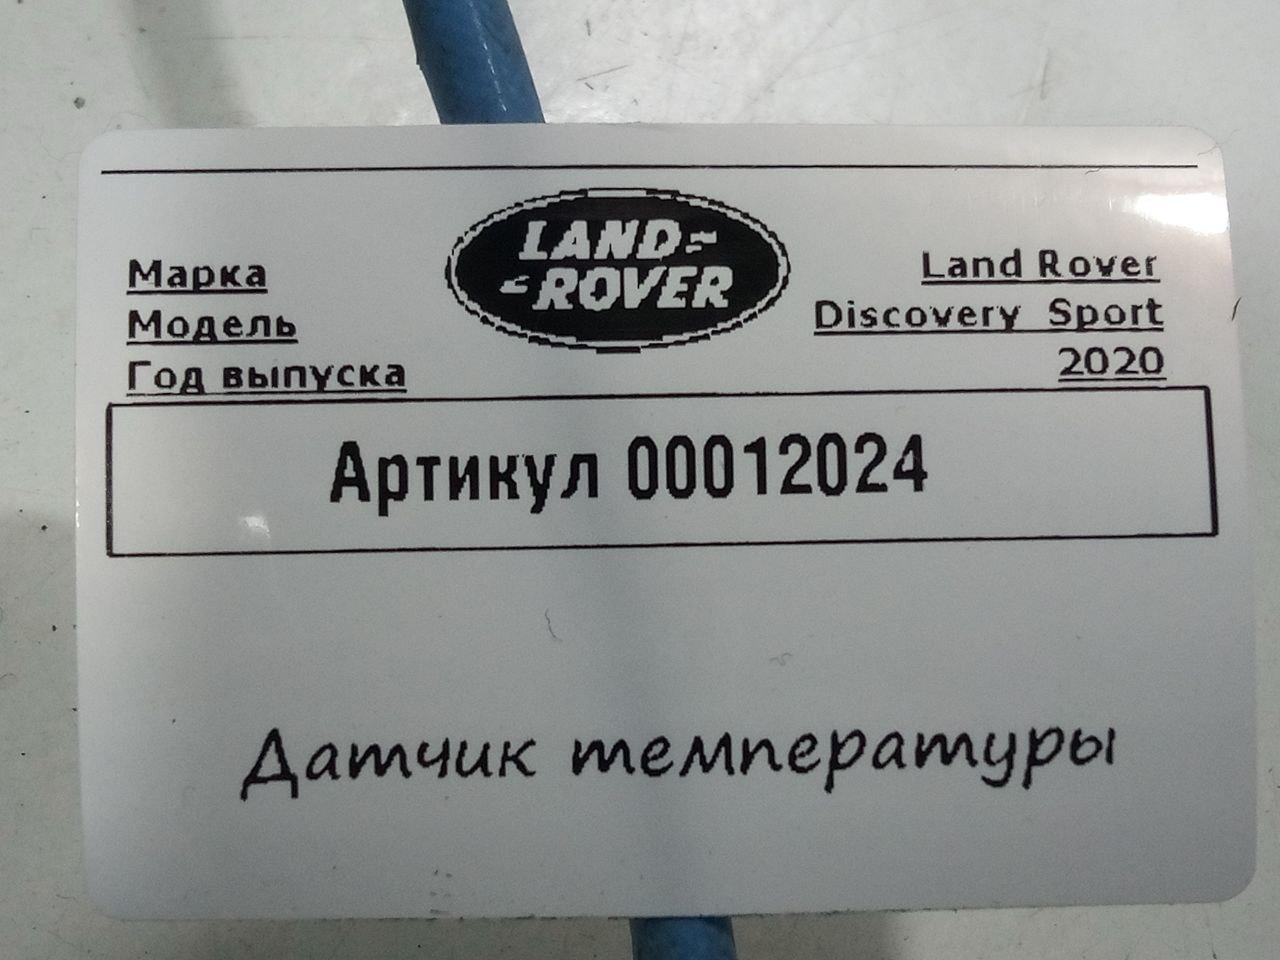 LAND
ROVER
Марка Land Rover
Модель Discovery Sport
Год выпуска 2020
Артикул 00012024
Датчик температуры